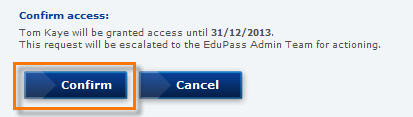 Confirm access:
Tom Kaye will be granted access until 31/12/2013.
This request will be escalated to the EduPass Admin Team for actioning.
Confirm Cancel